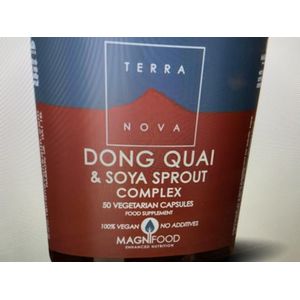 TERRA
NOVA
DONG QUAI
& SOYA SPROUT
COMPLEX
50 VEGETARIAN CAPSULES
FOOD SUPPLEMENT
100% VEGAN NO ADDITIVES
MAGNIFOOD
ENHANCED NUTRITION